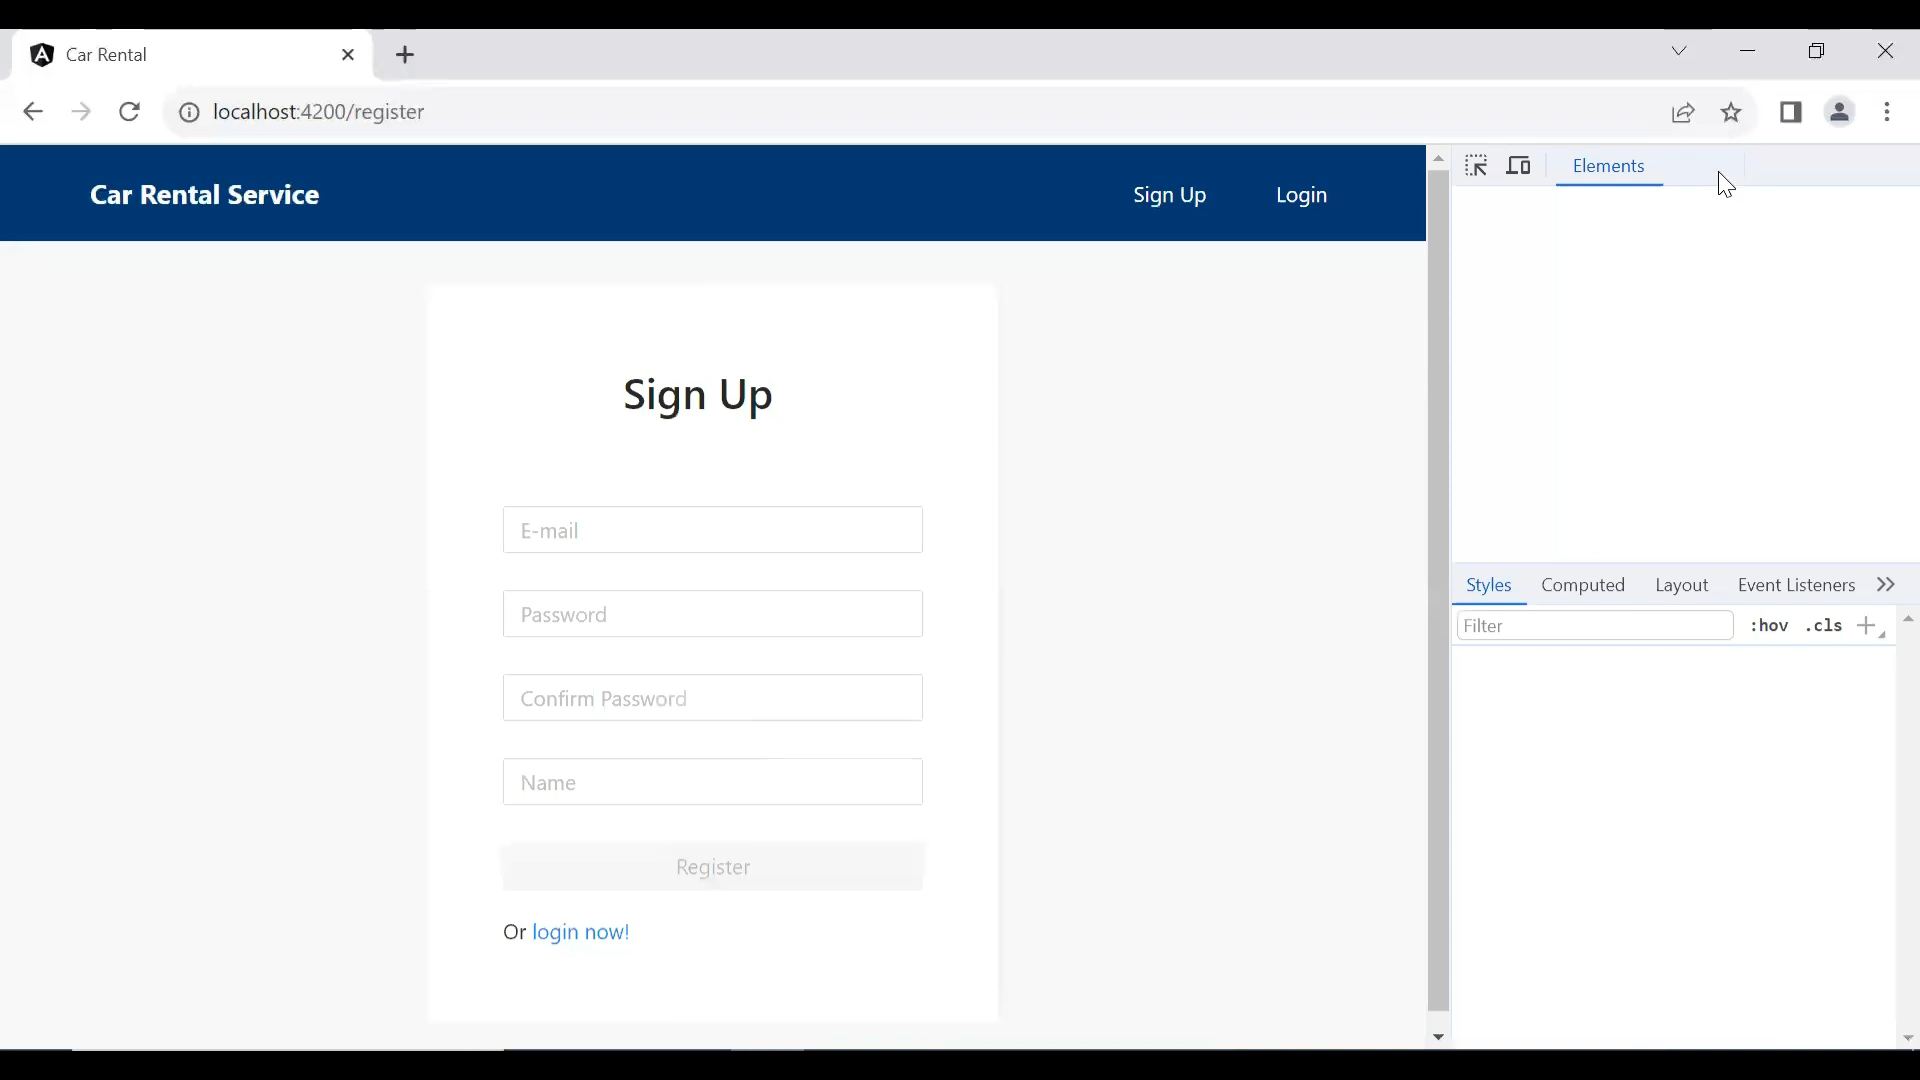 Car Rental
localhost:4200/register
Car Rental Service
Sign Up
Login
Elements
Sign Up
E-mail
Password
Confirm Password
Name
Register
Or login now!
Styles
Computed
Layout
Event Listeners
Filter
:hov
.cls